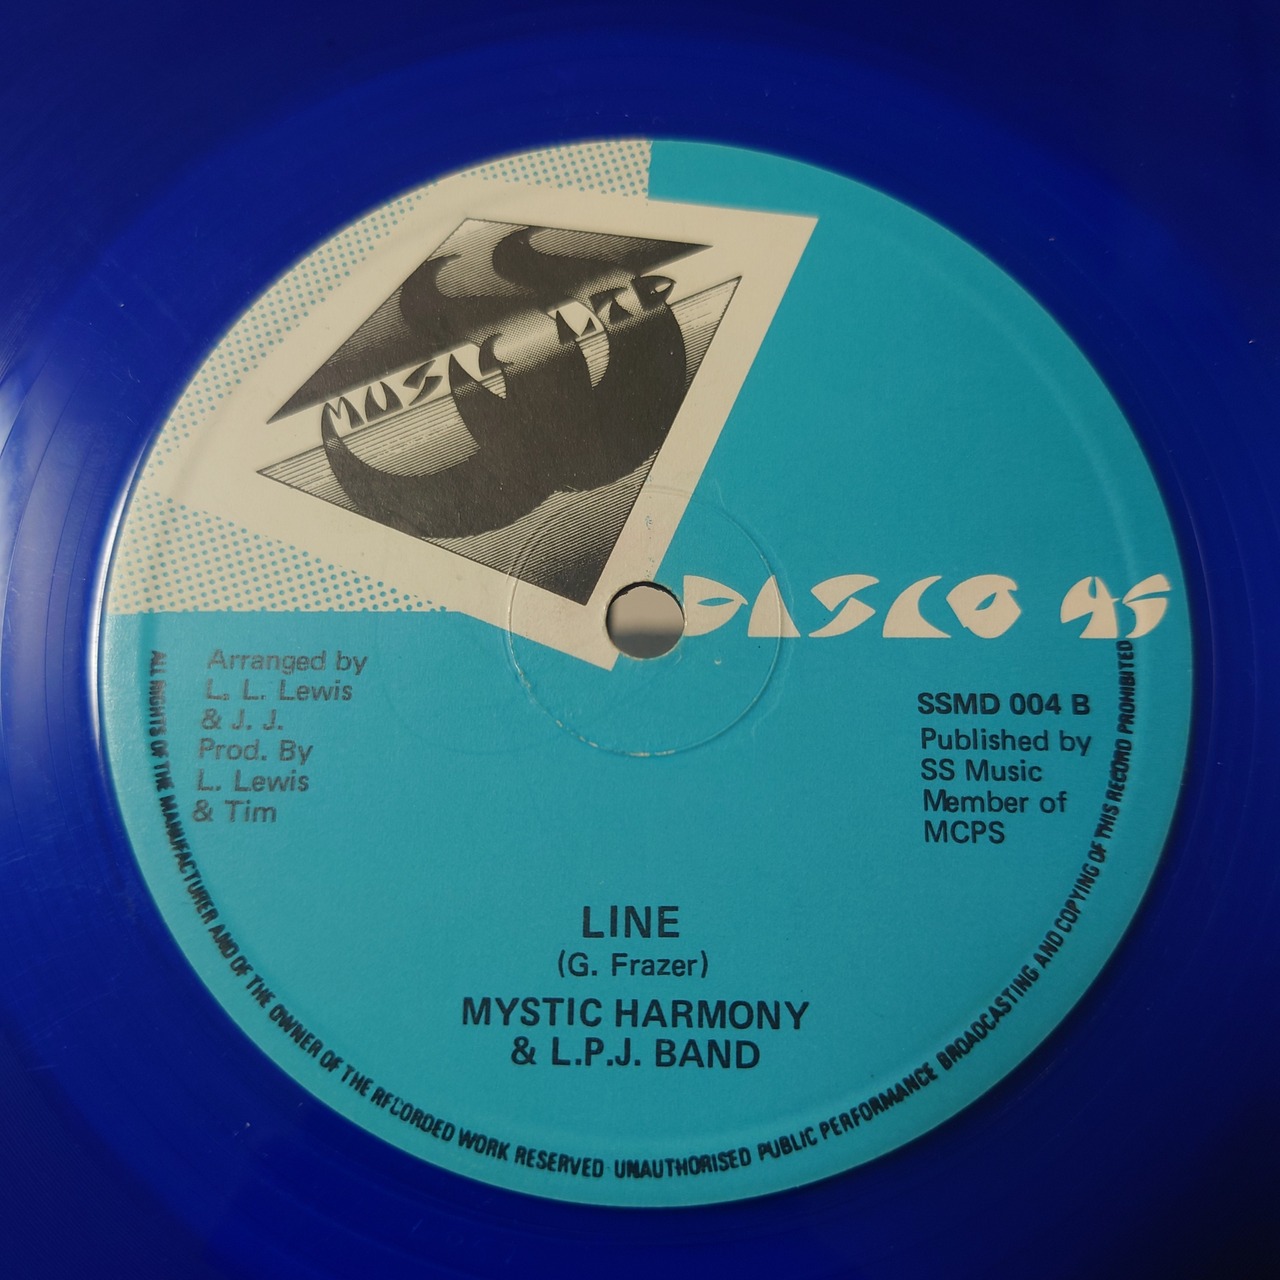 SS
MUSIC LTD
DISCO 45
Arranged by
L. L. Lewis
& J. J.
Prod. By
L. Lewis
& Tim
SSMD 004 B
Published by
SS Music
Member of
MCPS
LINE
(G. Frazer)
MYSTIC HARMONY
& L.P.J. BAND
ALL RIGHTS OF THE MANUFACTURER AND OF THE OWNER OF THE RECORDED WORK RESERVED UNAUTHORISED PUBLIC PERFORMANCE BROADCASTING AND COPYING OF THIS RECORD PROHIBITED